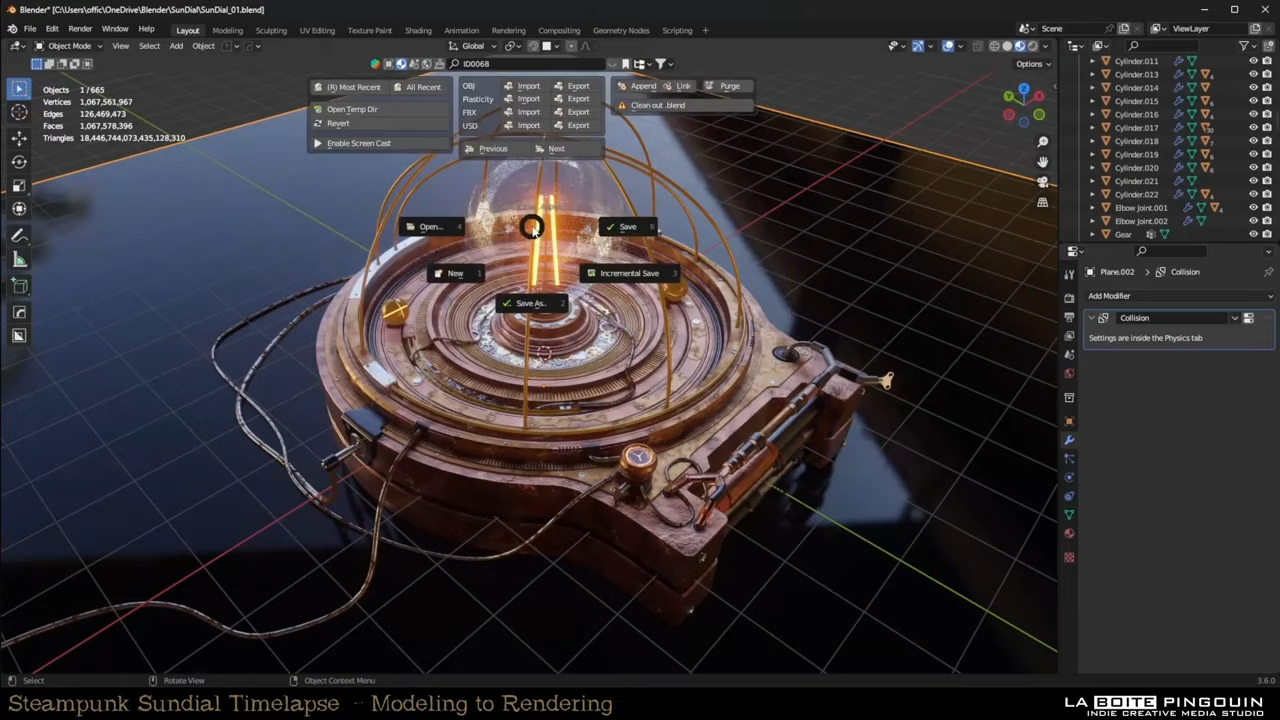 Blender* [C:\Users\offic\OneDrive\Blender\SunDial\SunDial_01.blend]
File Edit Render Window Help Layout Modeling Sculpting UV Editing Texture Paint Shading Animation Rendering Compositing Geometry Nodes Scripting + Scene ViewLayer
Object Mode View Select Add Object Global
ID0068 Options
Objects 1/665
Vertices 1,067,561,967
Edges 126,469,473
Faces 1,067,578,396
Triangles 18,446,744,073,435,128,310
(R) Most Recent All Recent
Open Temp Dir
Revert
Enable Screen Cast
OBJ Import Export
Plasticity Import Export
FBX Import Export
USD Import Export
Previous Next
Append Link Purge
Clean out .blend
Open... 4
Save 6
New 1
Incremental Save 3
Save As.. 2
Cylinder.011
Cylinder.013
Cylinder.014
Cylinder.015
Cylinder.016
Cylinder.017
Cylinder.018
Cylinder.019
Cylinder.020
Cylinder.021
Cylinder.022
Elbow Joint.001
Elbow Joint.002
Gear
Plane.002 Collision
Add Modifier
Collision
Settings are inside the Physics tab
Select Rotate View Object Context Menu 3.6.0
Steampunk Sundial Timelapse - Modeling to Rendering
LA BOITE PINGOUIN
INDIE CREATIVE MEDIA STUDIO